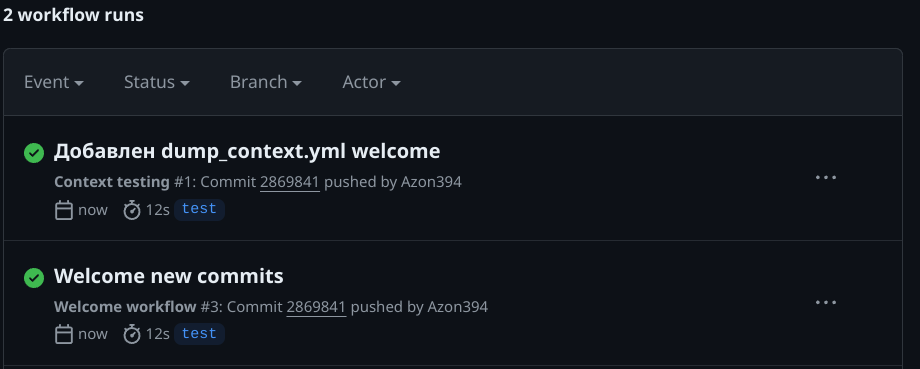 2 workflow runs
Event Status Branch Actor
Добавлен dump_context.yml welcome
Context testing #1: Commit 2869841 pushed by Azon394
now 12s test
Welcome new commits
Welcome workflow #3: Commit 2869841 pushed by Azon394
now 12s test